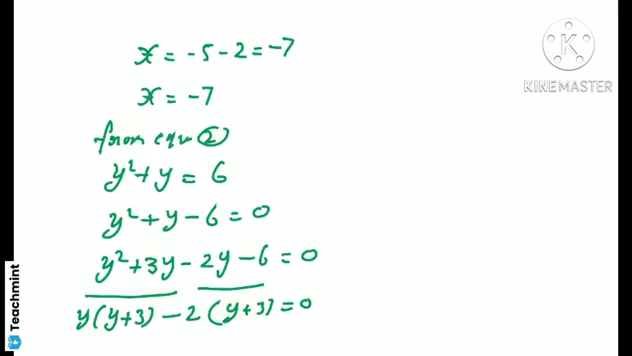 x = -5 - 2 = -7
x = -7
from equ (2)
y² + y = 6
y² + y - 6 = 0
y² + 3y - 2y - 6 = 0
y(y+3) - 2(y+3) = 0
KINEMASTER
Teachmint